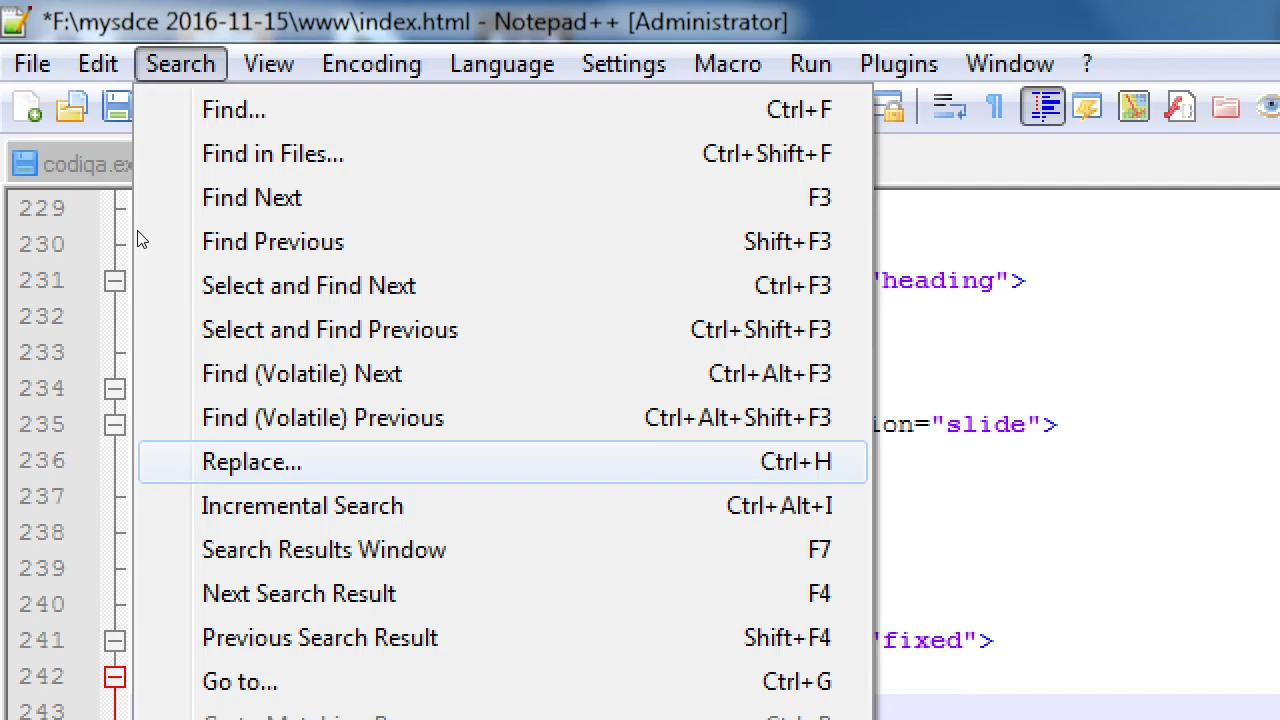 *F:\mysdce 2016-11-15\www\index.html - Notepad++ [Administrator]
File Edit Search View Encoding Language Settings Macro Run Plugins Window ?
codiqa.ex
Find... Ctrl+F
Find in Files... Ctrl+Shift+F
Find Next F3
Find Previous Shift+F3
Select and Find Next Ctrl+F3
Select and Find Previous Ctrl+Shift+F3
Find (Volatile) Next Ctrl+Alt+F3
Find (Volatile) Previous Ctrl+Alt+Shift+F3
Replace... Ctrl+H
Incremental Search Ctrl+Alt+I
Search Results Window F7
Next Search Result F4
Previous Search Result Shift+F4
Go to... Ctrl+G
229
230
231 "heading">
232
233
234
235 ion="slide">
236
237
238
239
240
241 "fixed">
242
243